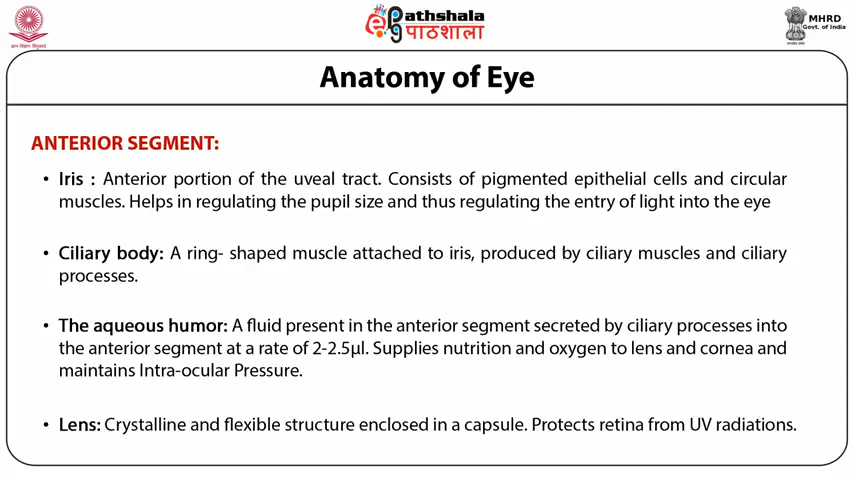 ePathshala
पाठशाला
MHRD
Govt. of India
Anatomy of Eye
ANTERIOR SEGMENT:
• Iris : Anterior portion of the uveal tract. Consists of pigmented epithelial cells and circular
muscles. Helps in regulating the pupil size and thus regulating the entry of light into the eye
• Ciliary body: A ring- shaped muscle attached to iris, produced by ciliary muscles and ciliary
processes.
• The aqueous humor: A fluid present in the anterior segment secreted by ciliary processes into
the anterior segment at a rate of 2-2.5µl. Supplies nutrition and oxygen to lens and cornea and
maintains Intra-ocular Pressure.
• Lens: Crystalline and flexible structure enclosed in a capsule. Protects retina from UV radiations.